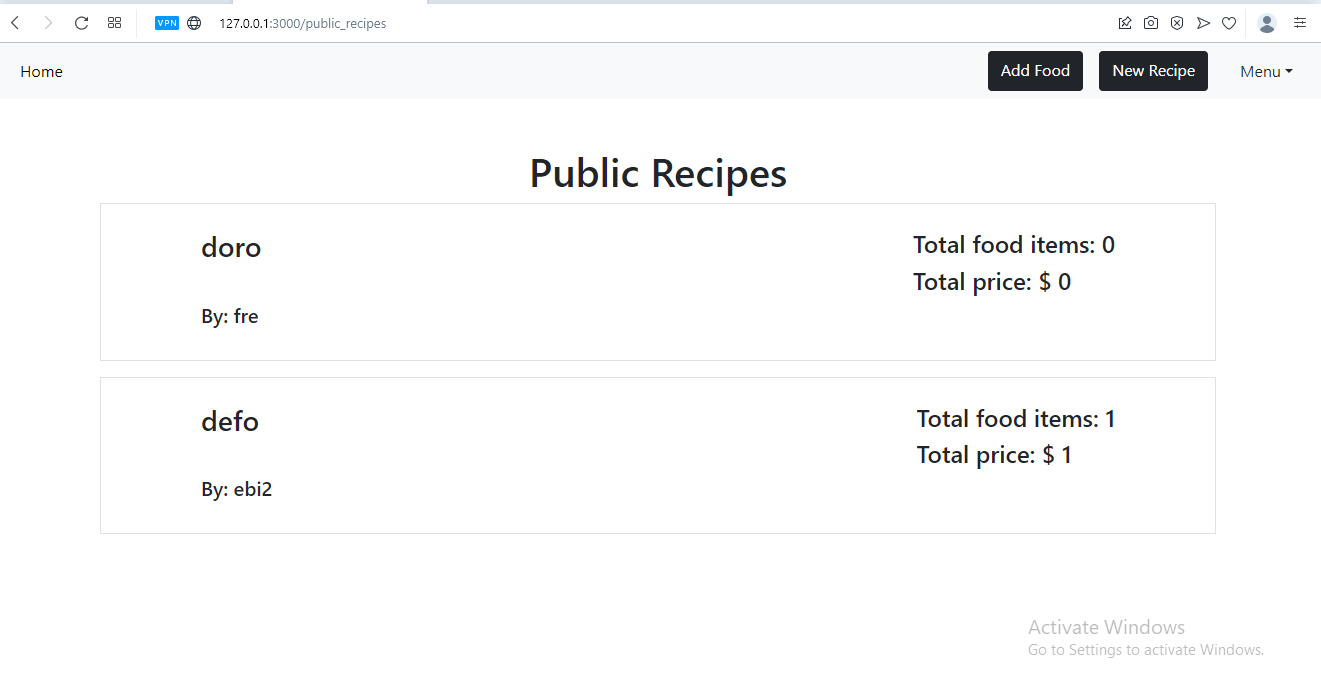 VPN 127.0.0.1:3000/public_recipes
Home Add Food New Recipe Menu
Public Recipes
doro
Total food items: 0
Total price: $ 0
By: fre
defo
Total food items: 1
Total price: $ 1
By: ebi2
Activate Windows
Go to Settings to activate Windows.